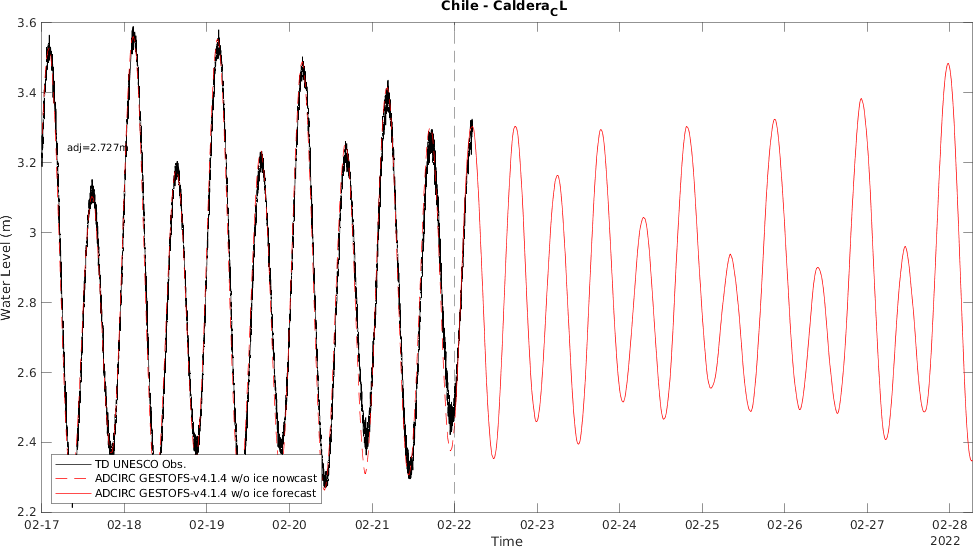 Chile - Caldera_CL
3.6
3.4
3.2
3
2.8
2.6
2.4
2.2
Water Level (m)
adj=2.727m
TD UNESCO Obs.
ADCIRC GESTOFS-v4.1.4 w/o ice nowcast
ADCIRC GESTOFS-v4.1.4 w/o ice forecast
02-17 02-18 02-19 02-20 02-21 02-22 02-23 02-24 02-25 02-26 02-27 02-28
Time
2022